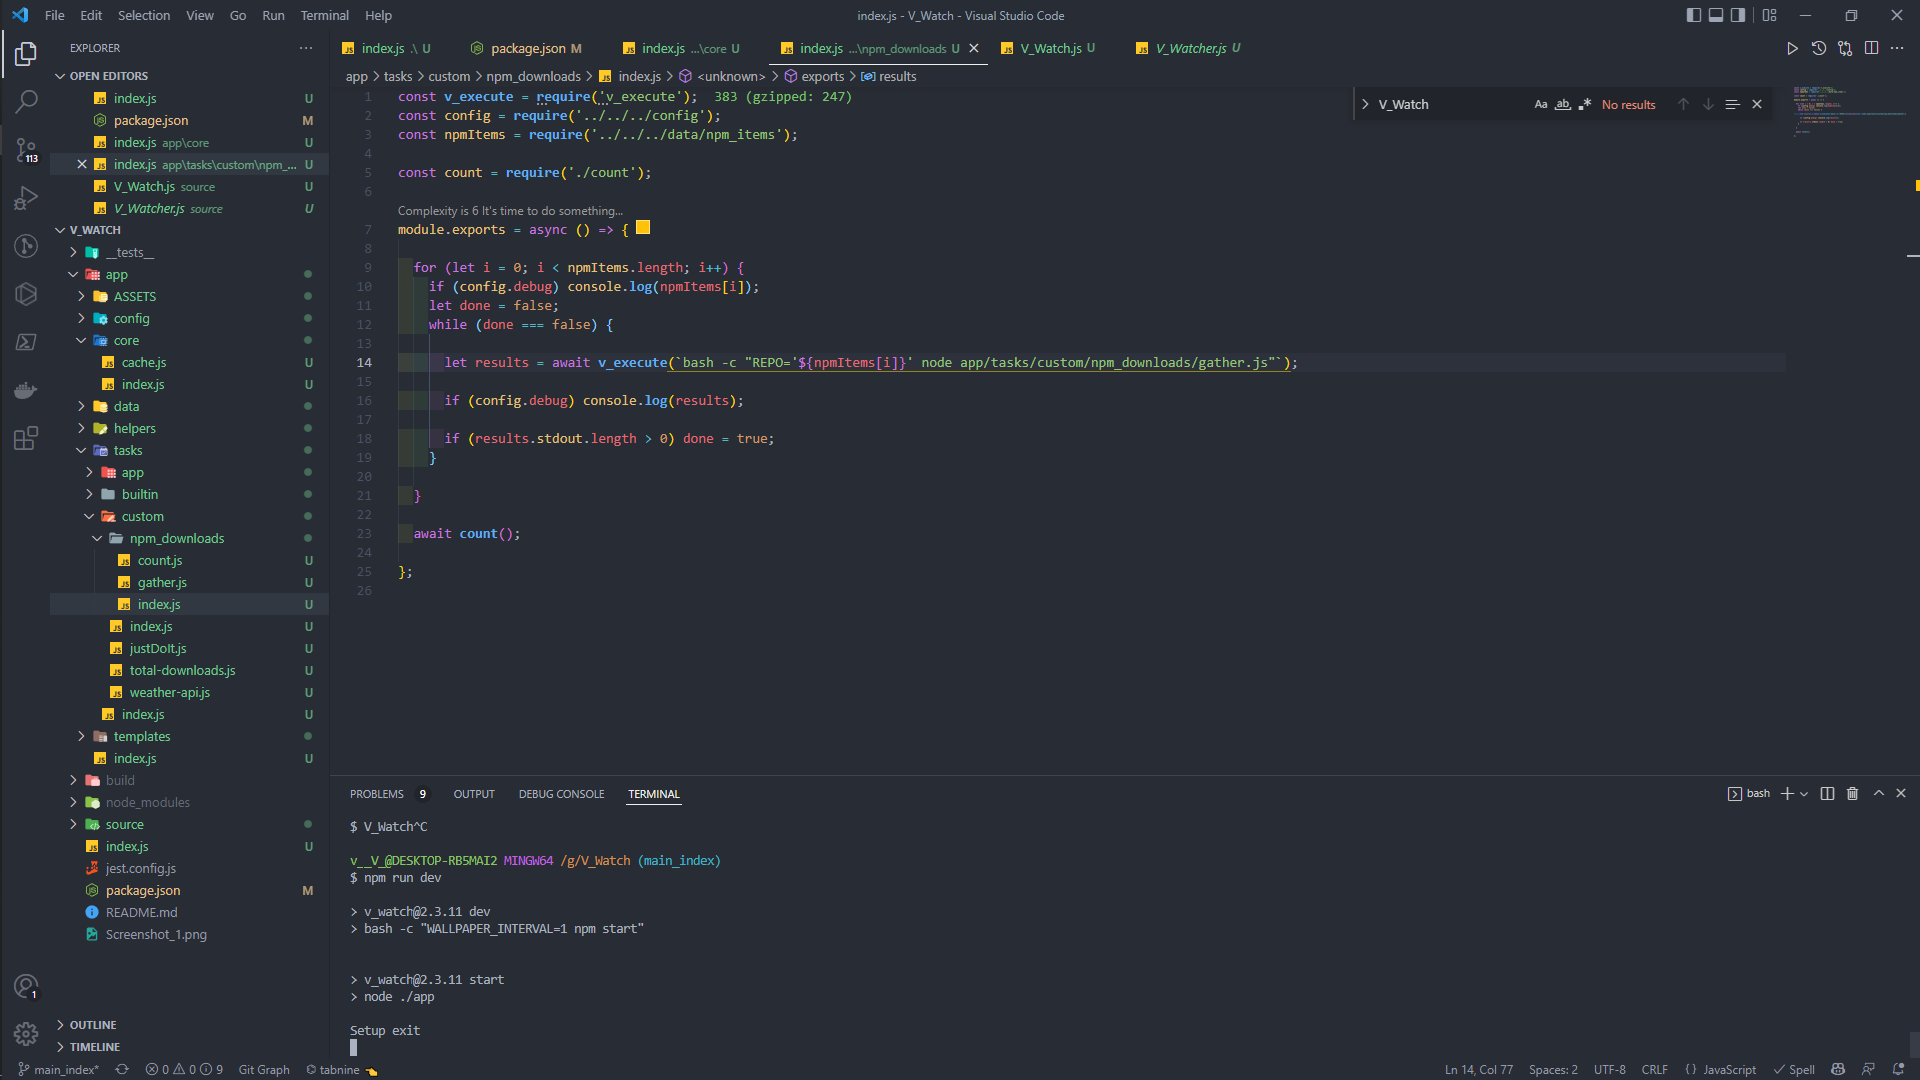 File Edit Selection View Go Run Terminal Help
index.js - V_Watch - Visual Studio Code
EXPLORER
OPEN EDITORS
index.js U
package.json M
index.js app\core U
index.js app\tasks\custom\npm_... U
V_Watch.js source U
V_Watcher.js source U
V_WATCH
__tests__
app
ASSETS
config
core
cache.js U
index.js U
data
helpers
tasks
app
builtin
custom
npm_downloads
count.js U
gather.js U
index.js U
index.js U
justDoIt.js U
total-downloads.js U
weather-api.js U
index.js U
templates
index.js U
build
node_modules
source
index.js U
jest.config.js
package.json M
README.md
Screenshot_1.png
OUTLINE
TIMELINE
113
1
index.js .\ U
package.json M
index.js ...\core U
index.js ...\npm_downloads U
V_Watch.js U
V_Watcher.js U
app > tasks > custom > npm_downloads > index.js > <unknown> > exports > results
V_Watch
Aa ab No results
1 const v_execute = require('v_execute'); 383 (gzipped: 247)
2 const config = require('../../../config');
3 const npmItems = require('../../../data/npm_items');
4
5 const count = require('./count');
6
Complexity is 6 It's time to do something...
7 module.exports = async () => {
8
9 for (let i = 0; i < npmItems.length; i++) {
10 if (config.debug) console.log(npmItems[i]);
11 let done = false;
12 while (done === false) {
13
14 let results = await v_execute(`bash -c "REPO='${npmItems[i]}' node app/tasks/custom/npm_downloads/gather.js"`);
15
16 if (config.debug) console.log(results);
17
18 if (results.stdout.length > 0) done = true;
19 }
20
21 }
22
23 await count();
24
25 };
26
PROBLEMS 9 OUTPUT DEBUG CONSOLE TERMINAL
bash
$ V_Watch^C
v__V_@DESKTOP-RB5MAI2 MINGW64 /g/V_Watch (main_index)
$ npm run dev
> v_watch@2.3.11 dev
> bash -c "WALLPAPER_INTERVAL=1 npm start"
> v_watch@2.3.11 start
> node ./app
Setup exit
main_index* 0 0 9 Git Graph tabnine
Ln 14, Col 77 Spaces: 2 UTF-8 CRLF {} JavaScript Spell